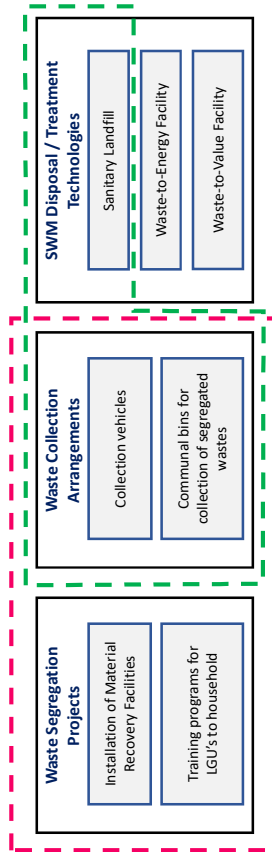 Waste Segregation
Projects
Installation of Material
Recovery Facilities
Training programs for
LGU's to household
Waste Collection
Arrangements
Collection vehicles
Communal bins for
collection of segregated
wastes
SWM Disposal / Treatment
Technologies
Sanitary Landfill
Waste-to-Energy Facility
Waste-to-Value Facility